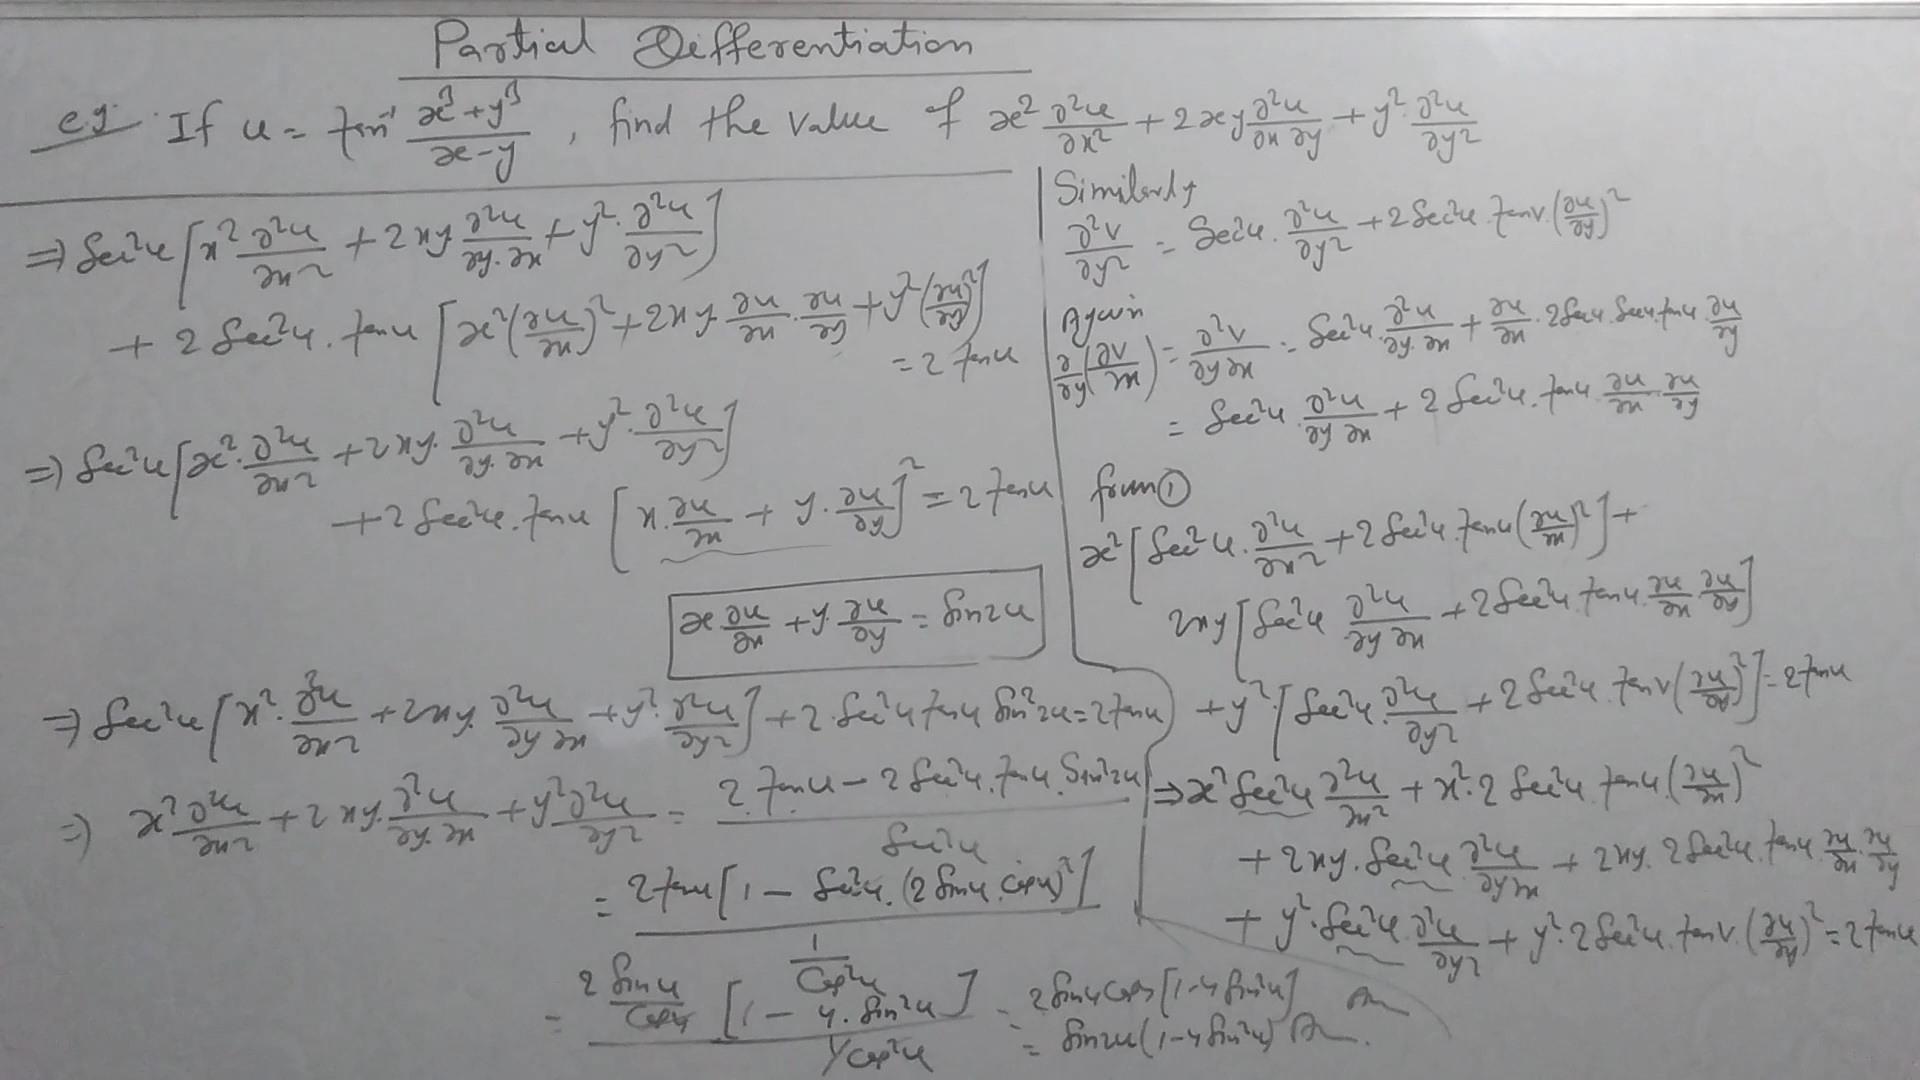 Partial Differentiation
eg. If u = tan⁻¹ (x³+y³)/(x-y), find the value of x² ∂²u/∂x² + 2xy ∂²u/∂x∂y + y² ∂²u/∂y²
⇒ Sec²u [x² ∂²u/∂x² + 2xy ∂²u/∂y.∂x + y². ∂²u/∂y²]
+ 2 Sec²u. tanu [x²(∂u/∂x)² + 2xy. ∂u/∂x. ∂u/∂y + y²(∂u/∂y)²]
= 2 tanu
⇒ Sec²u [x². ∂²u/∂x² + 2xy. ∂²u/∂y.∂x + y². ∂²u/∂y²]
+ 2 Sec²u. tanu [x. ∂u/∂x + y. ∂u/∂y]² = 2 tanu
x ∂u/∂x + y. ∂u/∂y = Sin2u
⇒ Sec²u [x². ∂²u/∂x² + 2xy. ∂²u/∂y∂x + y². ∂²u/∂y²] + 2. Sec²u tanu Sin²2u = 2tanu
⇒ x² ∂²u/∂x² + 2xy. ∂²u/∂y.∂x + y² ∂²u/∂y² = (2.tanu - 2 Sec²u. tanu. Sin²2u)/Sec²u
= 2tanu [1 - Sec²u. (2 Sinu. Cosu)²] / (1/Cos²u)
= 2 Sinu/Cosu [1 - 4. Sin²u] / 1/Cos²u = 2SinuCosu [1-4Sin²u] An
= Sin2u (1-4Sin²u) An.
Similarly
∂²v/∂y² = Sec²u. ∂²u/∂y² + 2 Sec²u. tanv. (∂u/∂y)²
Again
∂/∂y(∂v/∂x) = ∂²v/∂y∂x = Sec²u. ∂²u/∂y.∂x + ∂u/∂x. 2Secu. Secu. tanu ∂u/∂y
= Sec²u. ∂²u/∂y∂x + 2 Sec²u. tanu ∂u/∂x. ∂u/∂y
from ①
x² [Sec²u. ∂²u/∂x² + 2 Sec²u. tanu (∂u/∂x)²] +
2xy [Sec²u ∂²u/∂y∂x + 2 Sec²u. tanu. ∂u/∂x. ∂u/∂y]
+ y² [Sec²u. ∂²u/∂y² + 2 Sec²u. tanv (∂u/∂y)²] = 2tanu
⇒ x² Sec²u ∂²u/∂x² + x². 2 Sec²u tanu. (∂u/∂x)²
+ 2xy. Sec²u. ∂²u/∂y∂x + 2xy. 2 Sec²u. tanu ∂u/∂x. ∂u/∂y
+ y². Sec²u. ∂²u/∂y² + y². 2 Sec²u. tanv. (∂u/∂y)² = 2tanu